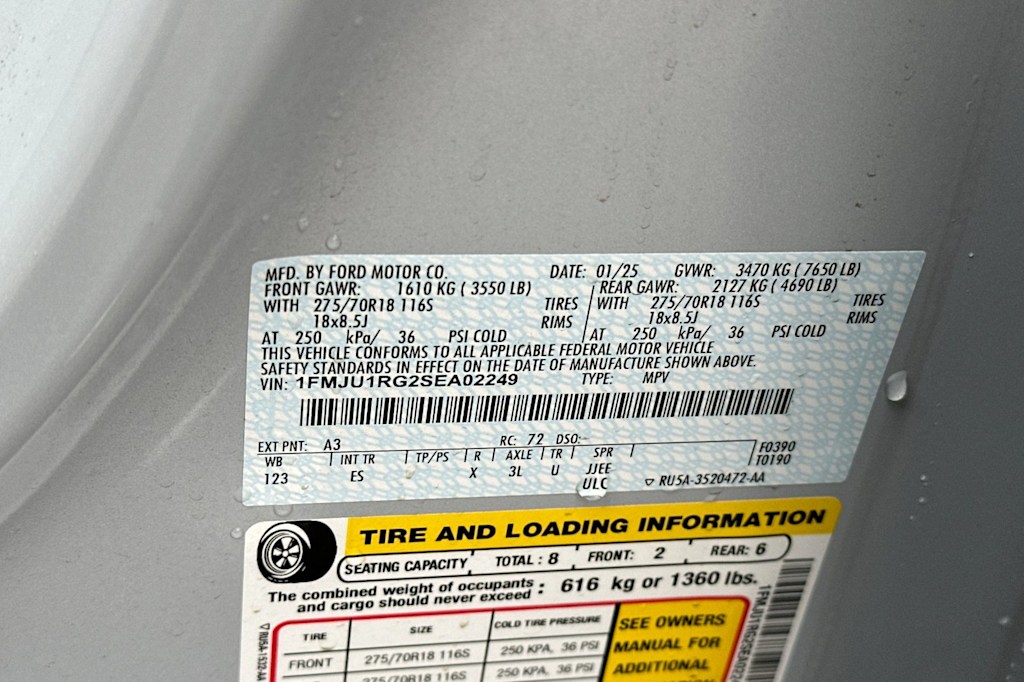 MFD. BY FORD MOTOR CO. DATE: 01/25 GVWR: 3470 KG ( 7650 LB)
FRONT GAWR: 1610 KG ( 3550 LB) REAR GAWR: 2127 KG ( 4690 LB)
WITH 275/70R18 116S TIRES WITH 275/70R18 116S TIRES
18x8.5J RIMS 18x8.5J RIMS
AT 250 kPa/ 36 PSI COLD AT 250 kPa/ 36 PSI COLD
THIS VEHICLE CONFORMS TO ALL APPLICABLE FEDERAL MOTOR VEHICLE
SAFETY STANDARDS IN EFFECT ON THE DATE OF MANUFACTURE SHOWN ABOVE.
VIN: 1FMJU1RG2SEA02249 TYPE: MPV
EXT PNT: A3 RC: 72 DSO:
WB INT TR TP/PS R AXLE TR SPR F0390
123 ES X 3L U JJEE T0190
ULC ▽ RU5A-3520472-AA
TIRE AND LOADING INFORMATION
SEATING CAPACITY TOTAL : 8 FRONT: 2 REAR: 6
The combined weight of occupants
and cargo should never exceed : 616 kg or 1360 lbs.
TIRE SIZE COLD TIRE PRESSURE SEE OWNERS
FRONT 275/70R18 116S 250 KPA, 36 PSI MANUAL FOR
275/70R18 116S 250 KPA, 36 PSI ADDITIONAL